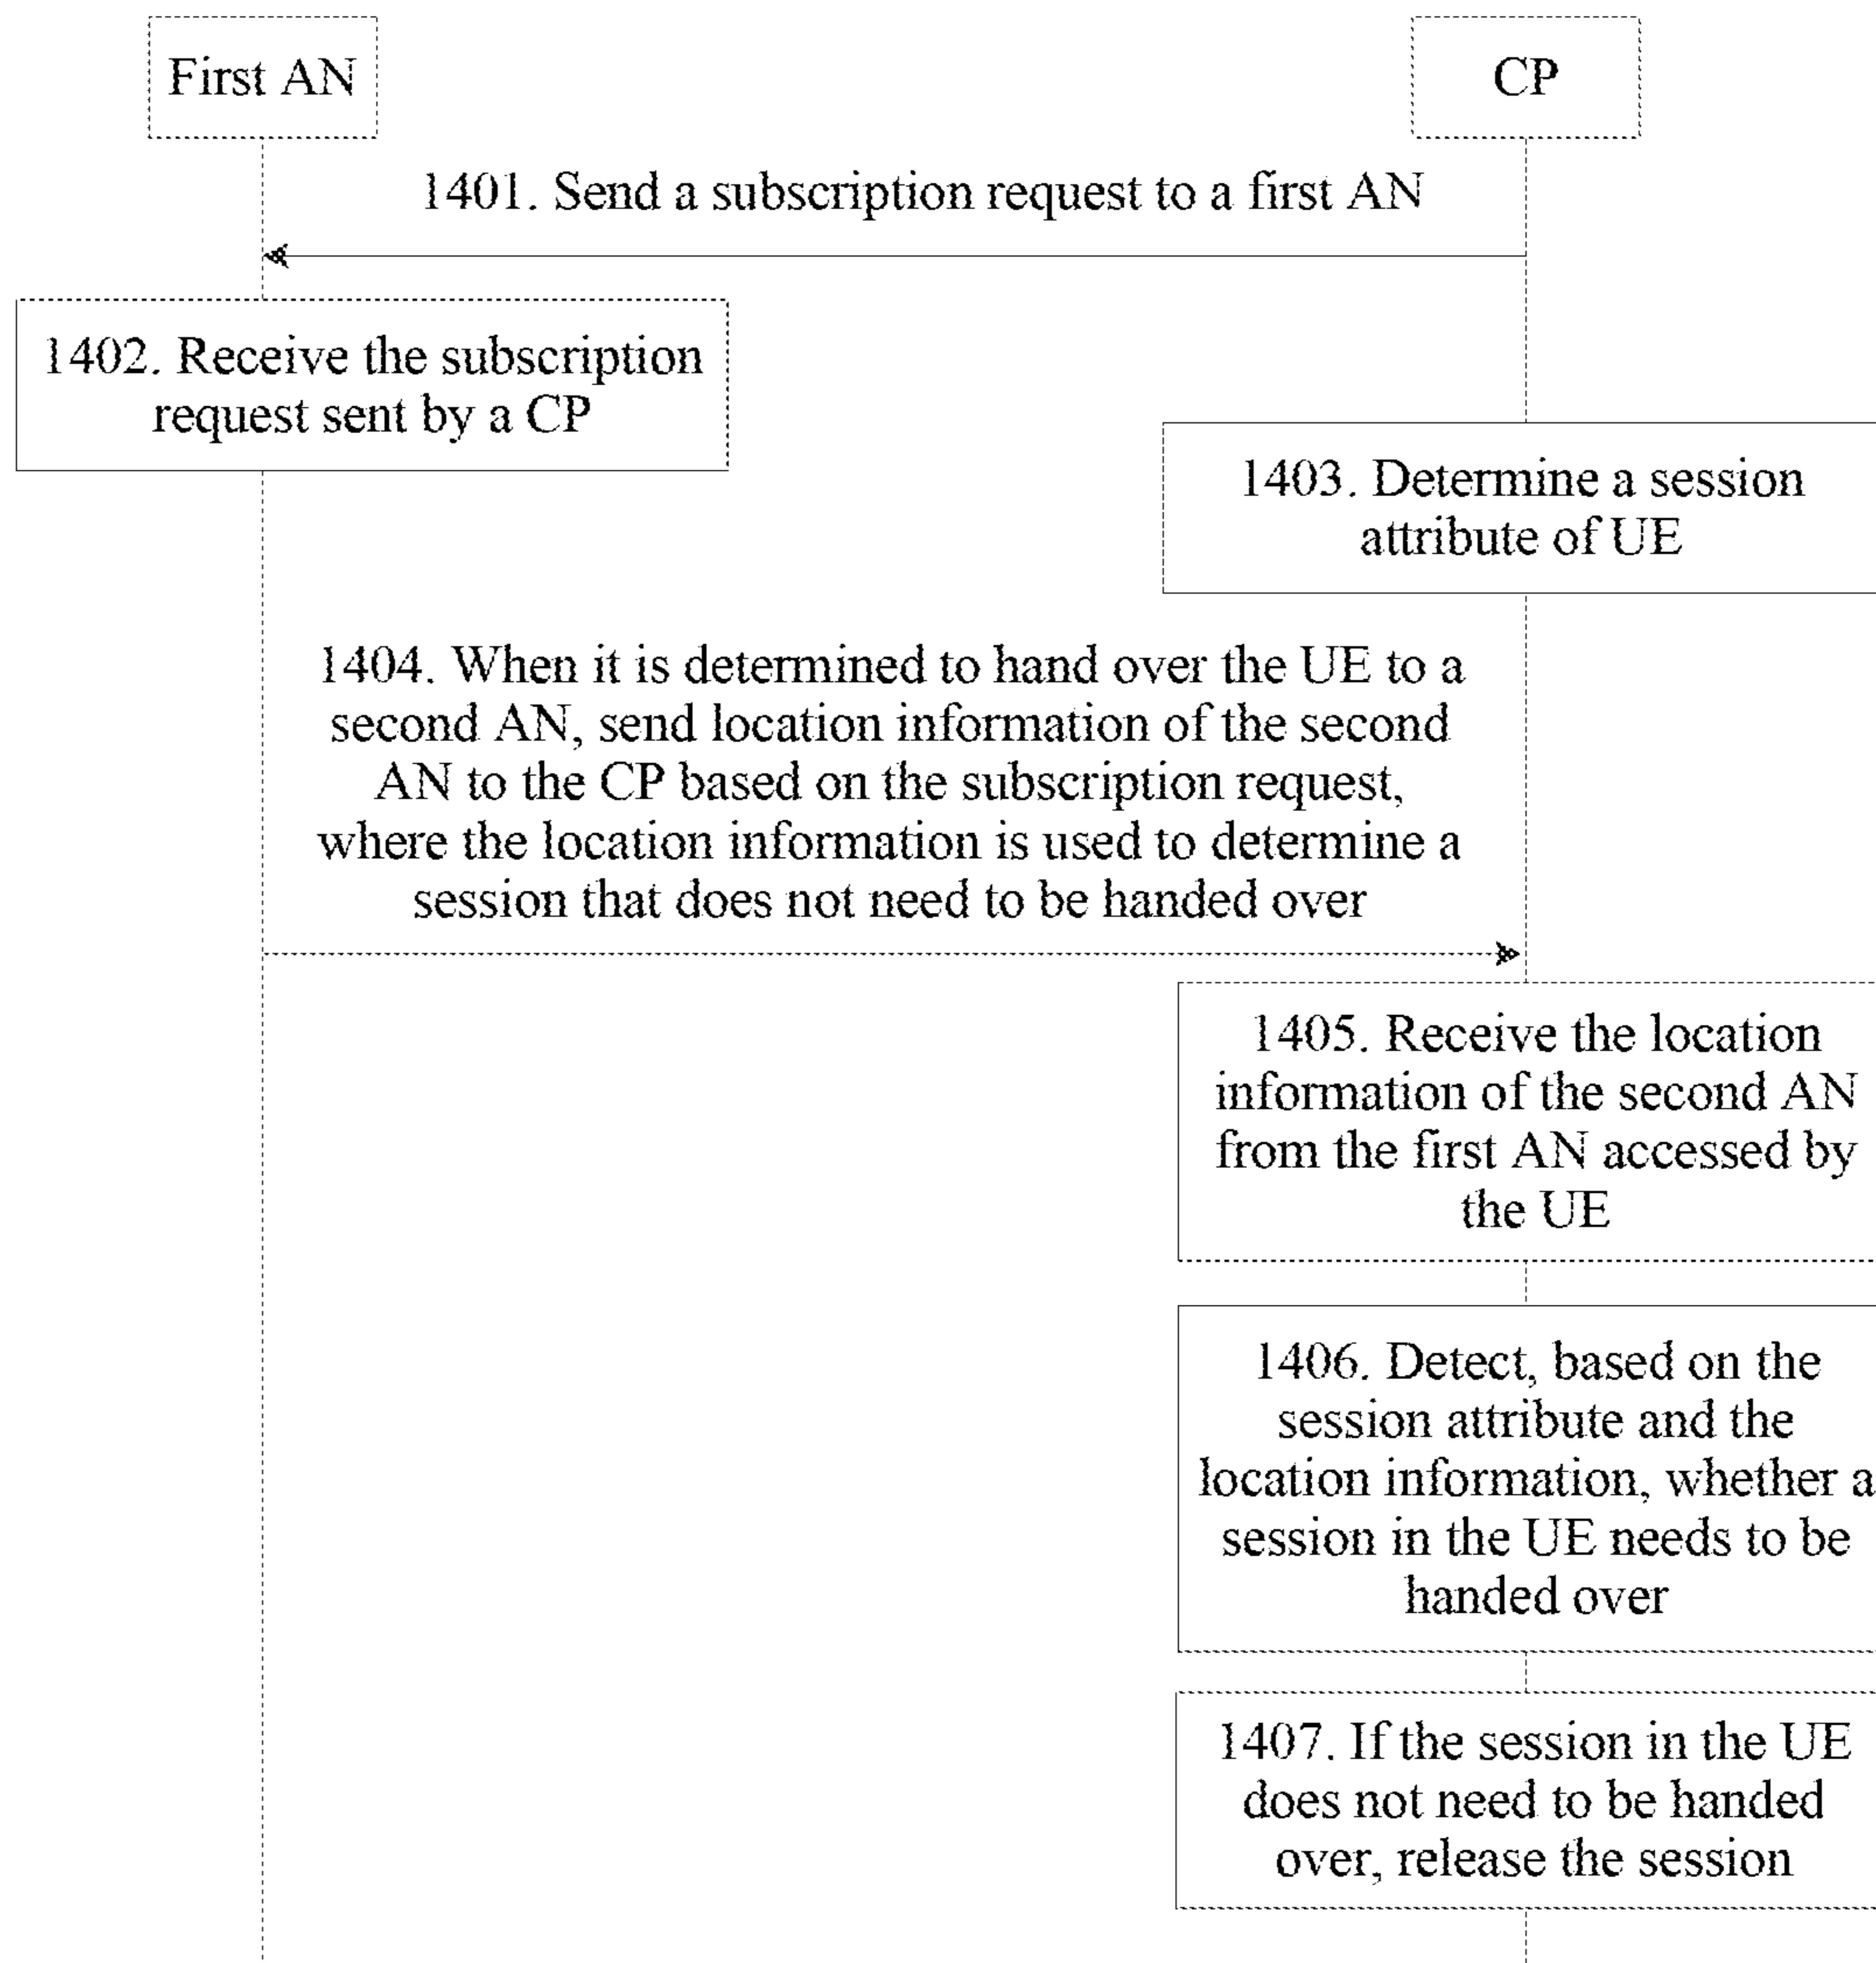 First AN
CP
1401. Send a subscription request to a first AN
1402. Receive the subscription
request sent by a CP
1403. Determine a session
attribute of UE
1404. When it is determined to hand over the UE to a
second AN, send location information of the second
AN to the CP based on the subscription request,
where the location information is used to determine a
session that does not need to be handed over
1405. Receive the location
information of the second AN
from the first AN accessed by
the UE
1406. Detect, based on the
session attribute and the
location information, whether a
session in the UE needs to be
handed over
1407. If the session in the UE
does not need to be handed
over, release the session